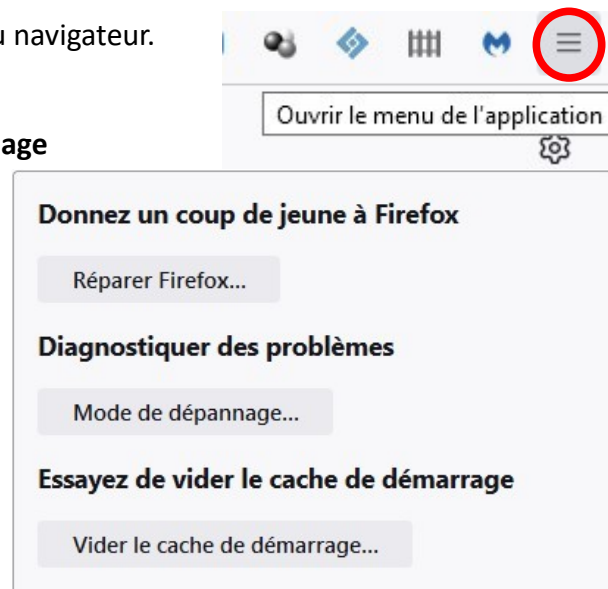 u navigateur.
Ouvrir le menu de l'application
age
Donnez un coup de jeune à Firefox
Réparer Firefox...
Diagnostiquer des problèmes
Mode de dépannage...
Essayez de vider le cache de démarrage
Vider le cache de démarrage...